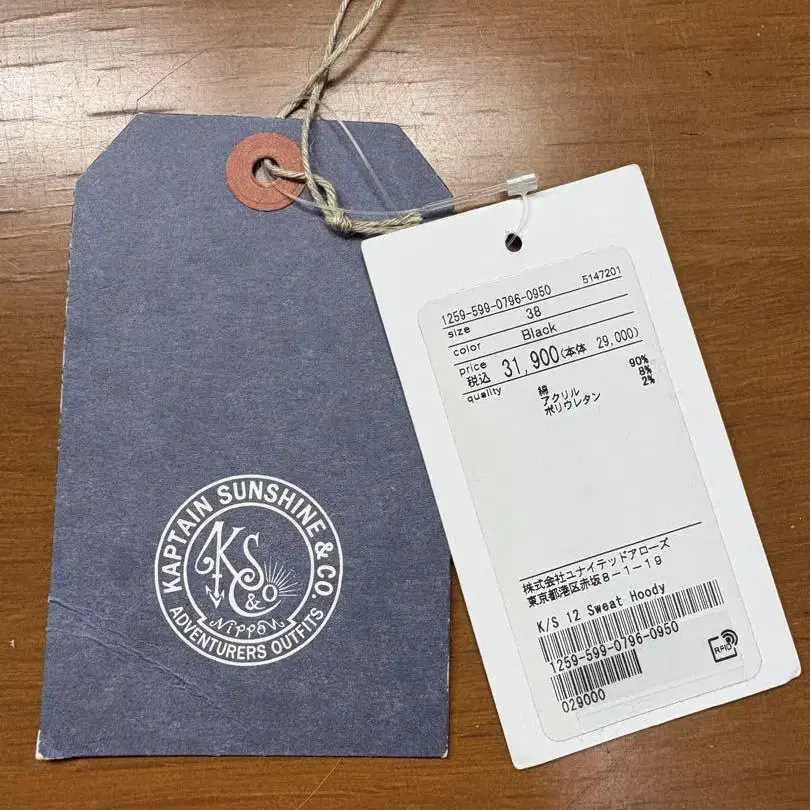 KAPTAIN SUNSHINE & CO.
KS & Co
NIPPON
ADVENTURERS OUTFITS
1259-599-0796-0950 5147201
size 38
color Black
price 税込 31,900(本体 29,000)
quality 綿 90%
アクリル 8%
ポリウレタン 2%
株式会社ユナイテッドアローズ
東京都港区赤坂8-1-19
K/S 12 Sweat Hoody
1259-599-0796-0950
029000
RFID